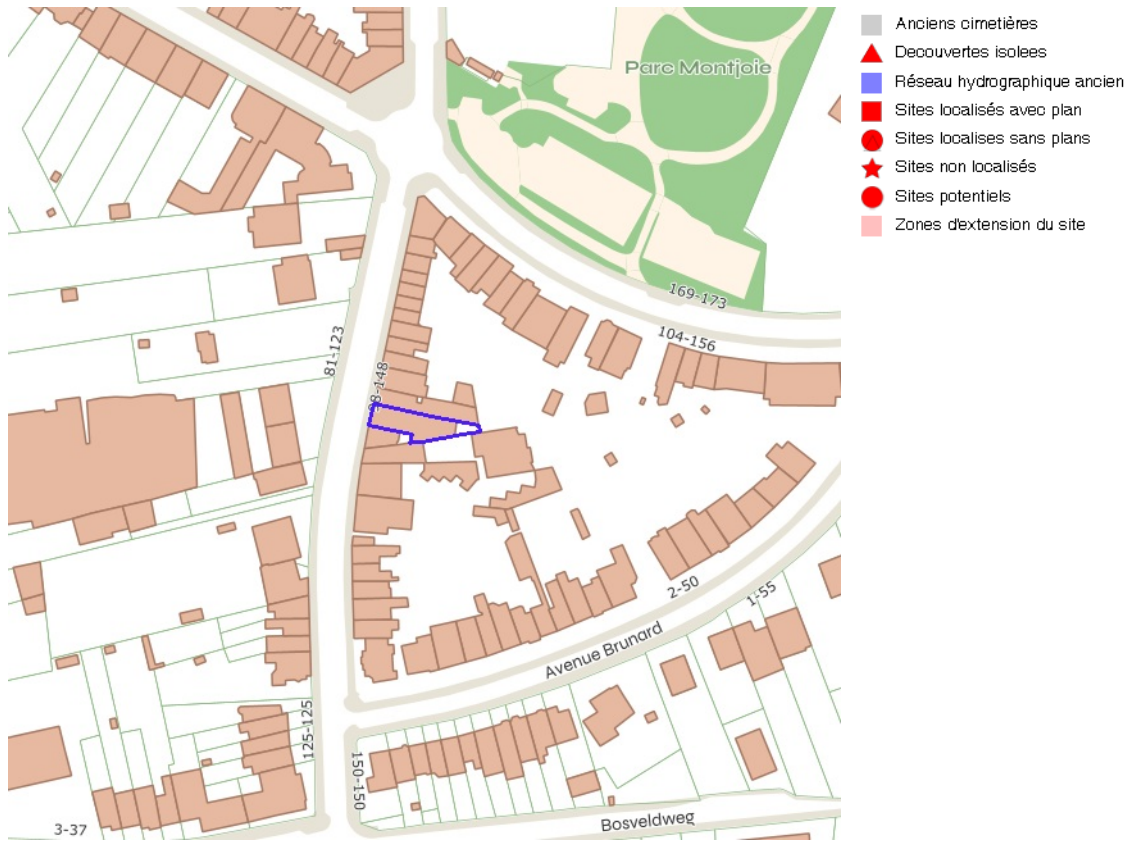 Parc Montjoie
169-173
104-156
81-123
98-148
2-50
1-55
Avenue Brunard
125-125
150-150
3-37
Bosveldweg
Anciens cimetières
Decouvertes isolees
Réseau hydrographique ancien
Sites localisés avec plan
Sites localises sans plans
Sites non localisés
Sites potentiels
Zones d'extension du site